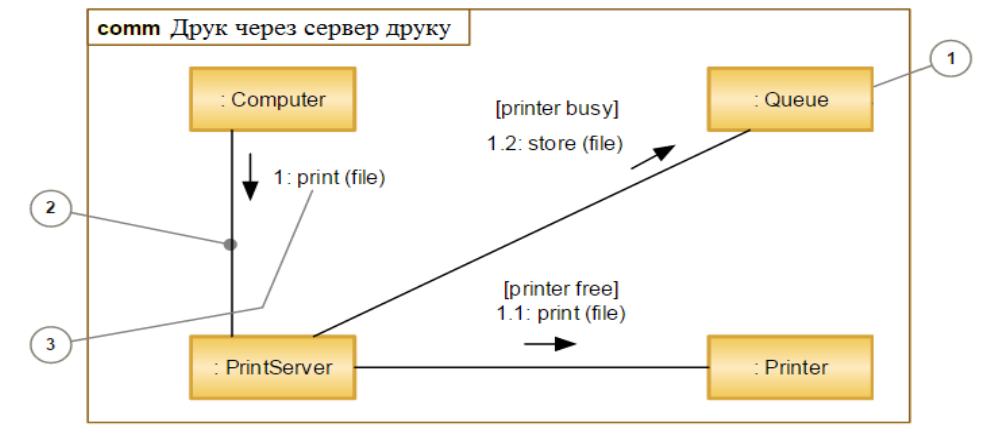 comm Друк через сервер друку
1
: Computer
[printer busy]
: Queue
1.2: store (file)
1: print (file)
2
[printer free]
1.1: print (file)
3
: PrintServer
: Printer